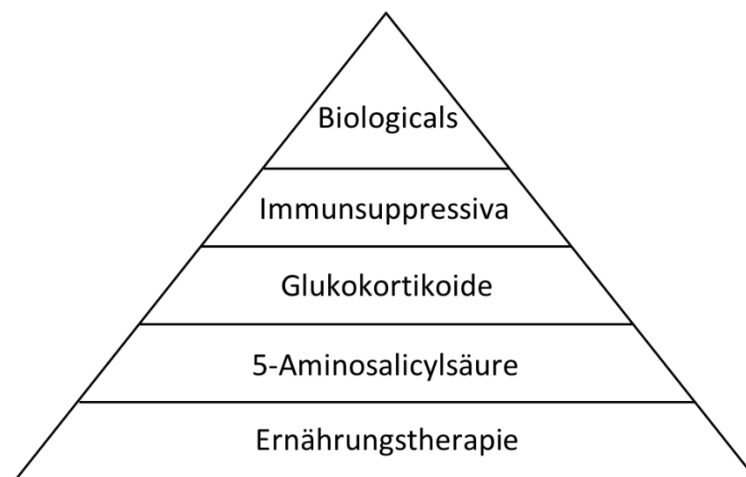 Biologicals
Immunsuppressiva
Glukokortikoide
5-Aminosalicylsäure
Ernährungstherapie